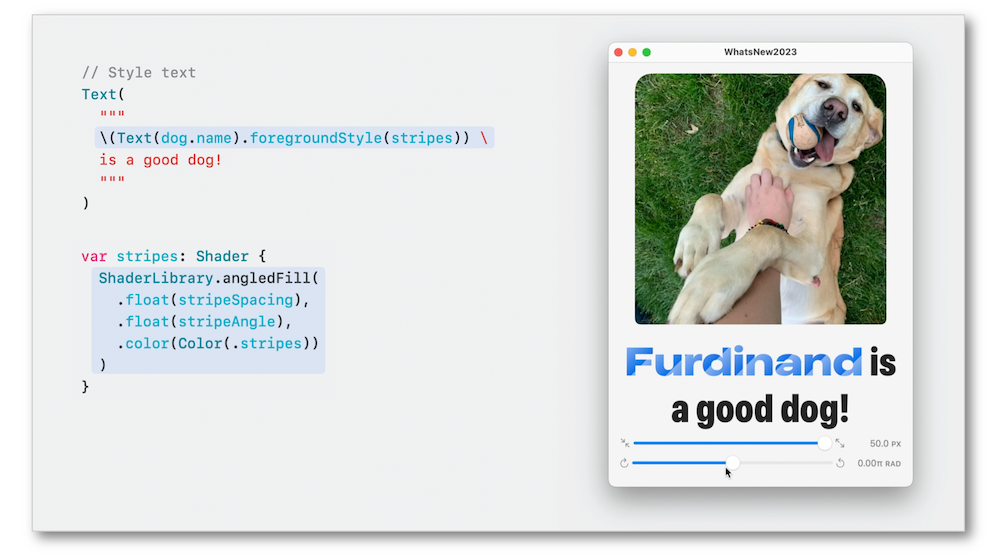 // Style text
Text(
"""
\(Text(dog.name).foregroundStyle(stripes)) \
is a good dog!
"""
)
var stripes: Shader {
ShaderLibrary.angledFill(
.float(stripeSpacing),
.float(stripeAngle),
.color(Color(.stripes))
)
}
WhatsNew2023
Furdinand is
a good dog!
50.0 PX
0.00π RAD